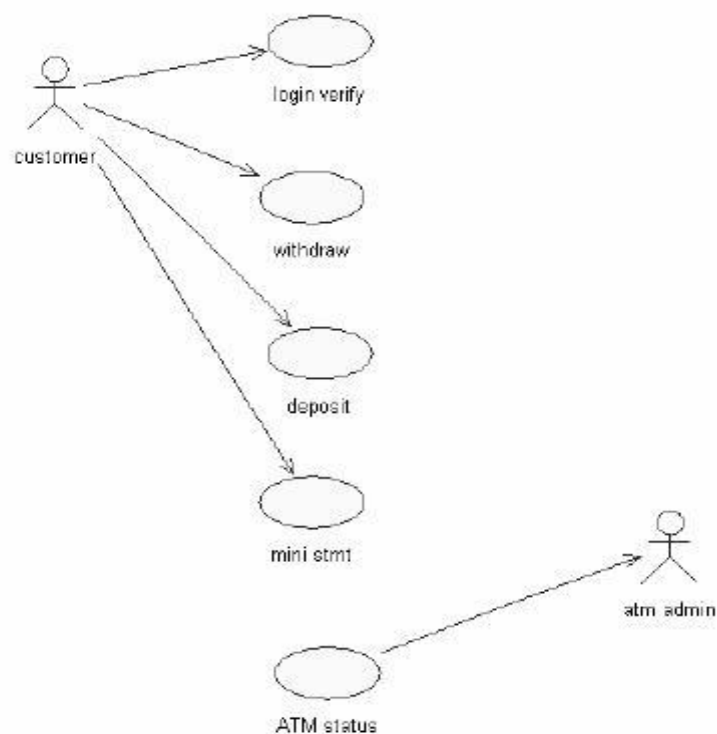 login verify
customer
withdraw
deposit
mini stmt
atm admin
ATM status